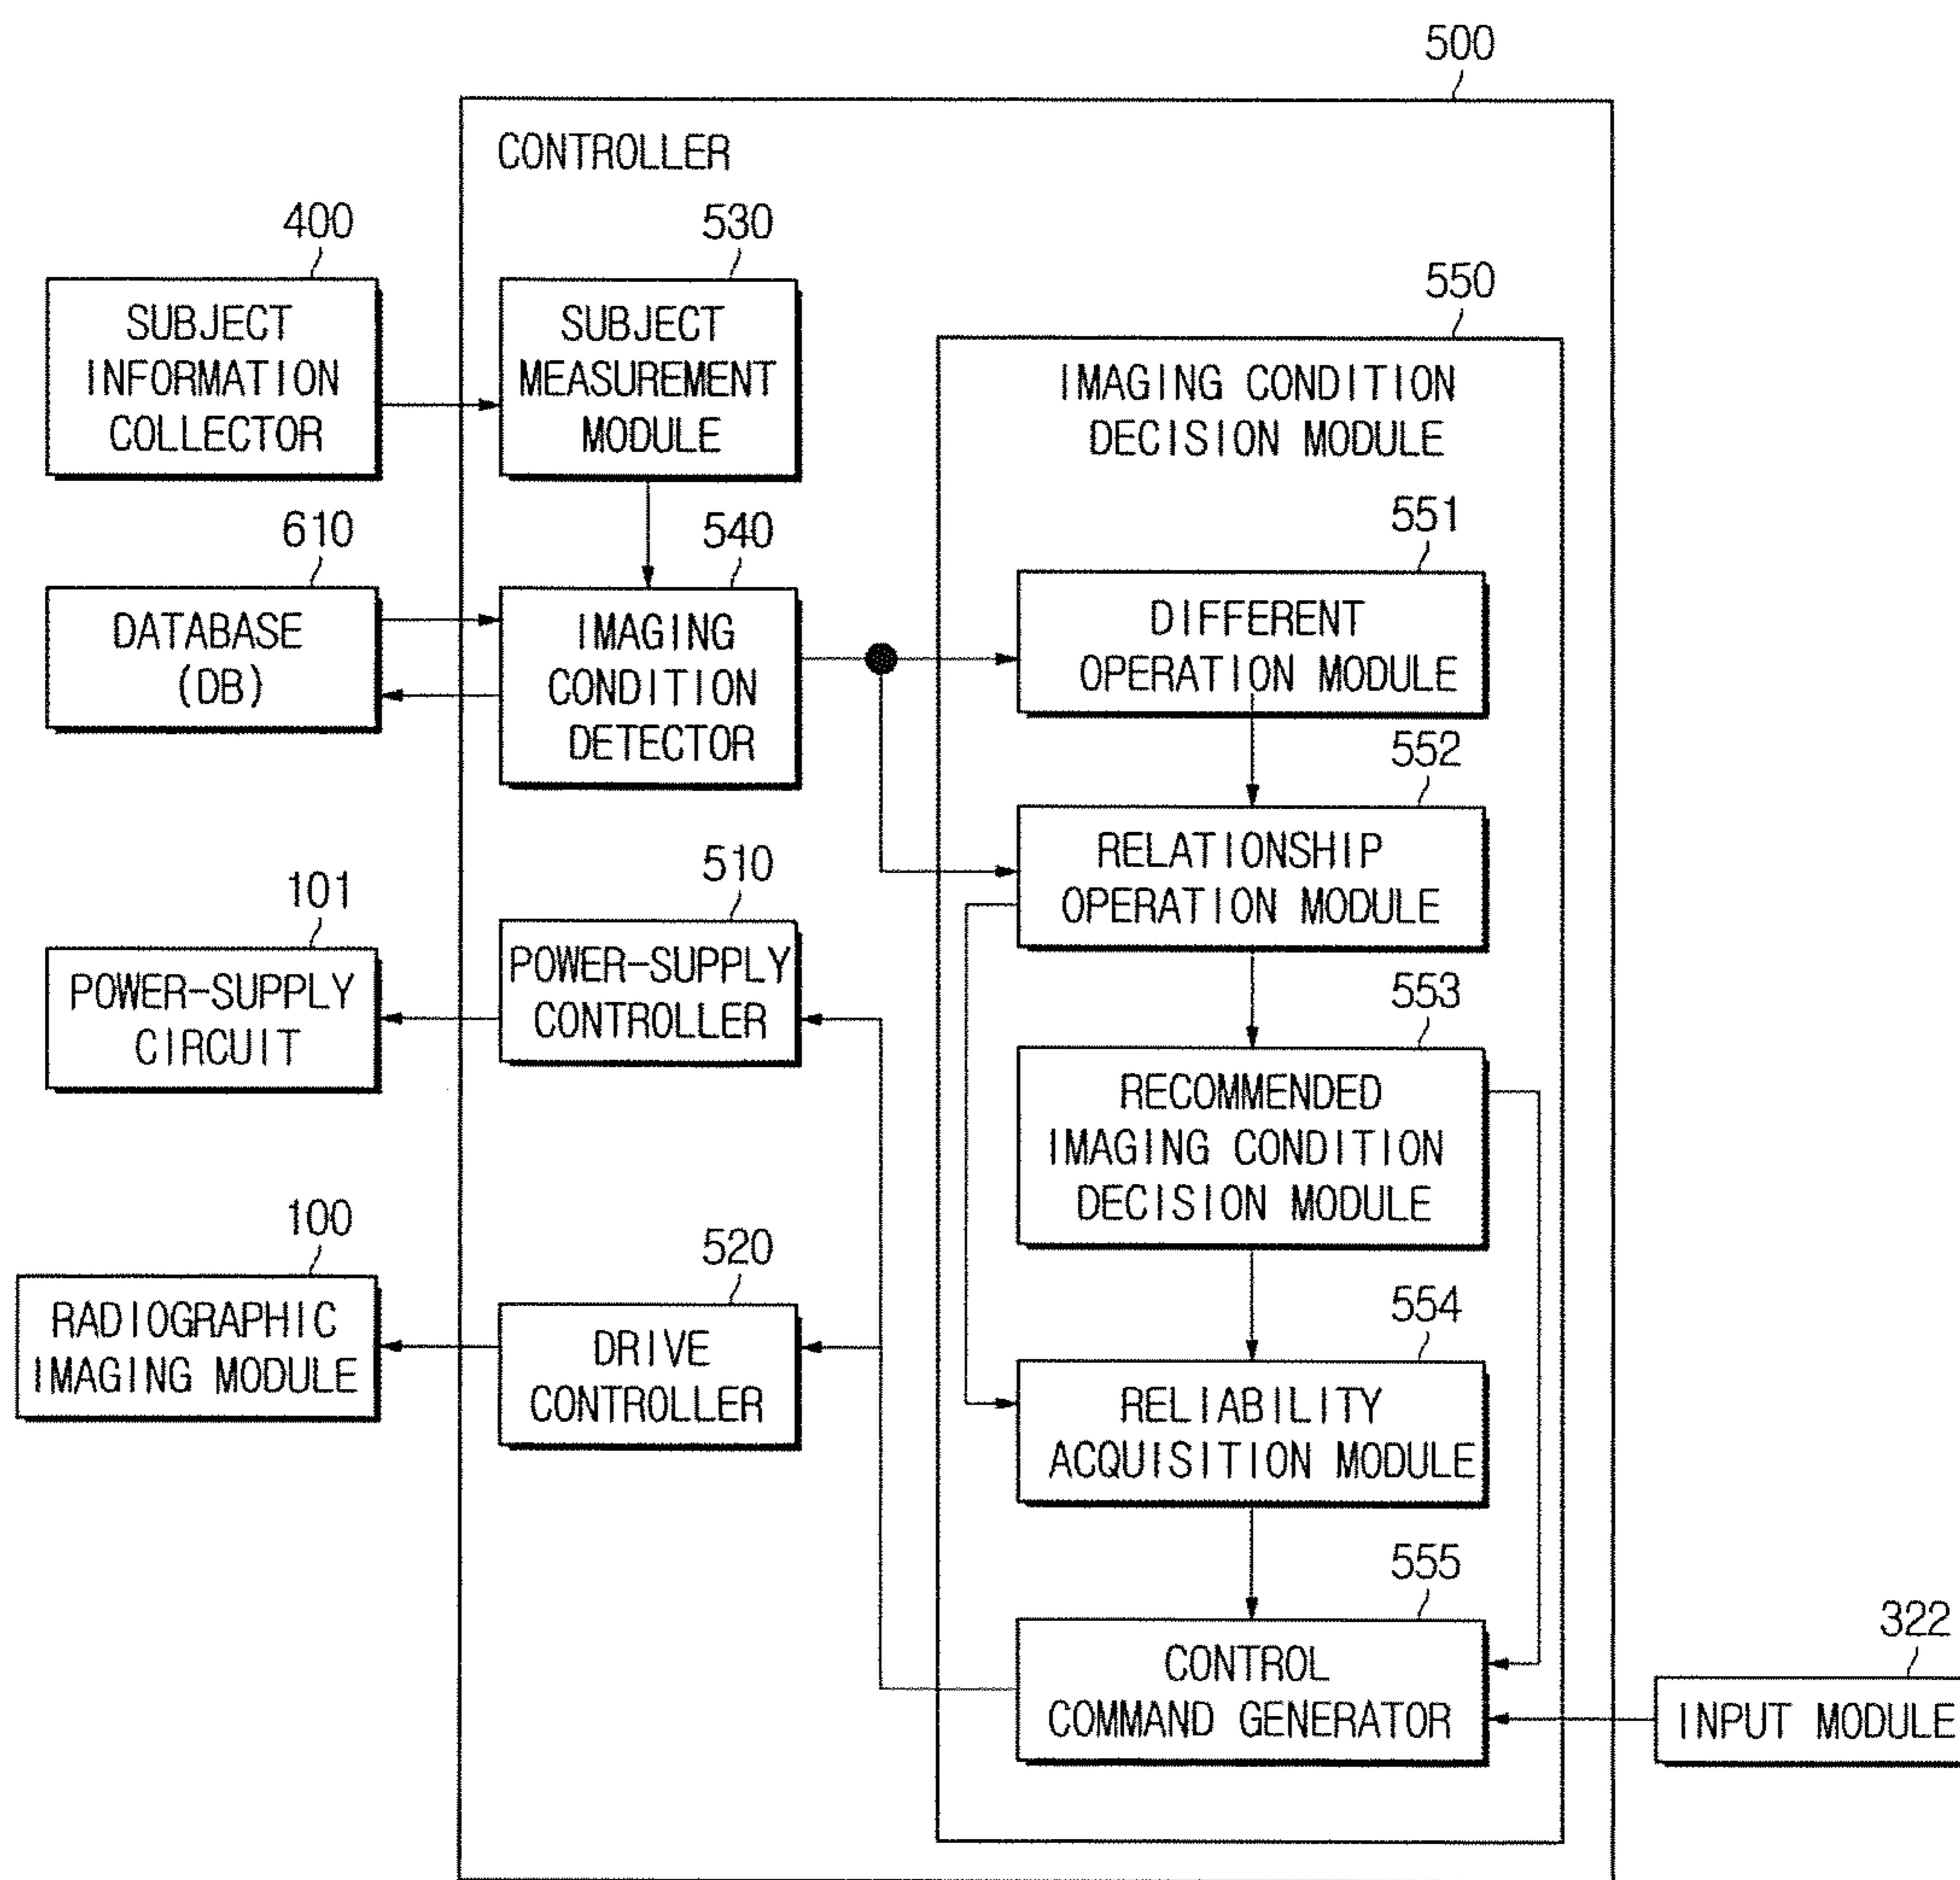 500
CONTROLLER
400
SUBJECT
INFORMATION
COLLECTOR
530
SUBJECT
MEASUREMENT
MODULE
550
IMAGING CONDITION
DECISION MODULE
610
DATABASE
(DB)
540
IMAGING
CONDITION
DETECTOR
551
DIFFERENT
OPERATION MODULE
552
RELATIONSHIP
OPERATION MODULE
101
POWER-SUPPLY
CIRCUIT
510
POWER-SUPPLY
CONTROLLER
553
RECOMMENDED
IMAGING CONDITION
DECISION MODULE
100
RADIOGRAPHIC
IMAGING MODULE
520
DRIVE
CONTROLLER
554
RELIABILITY
ACQUISITION MODULE
555
CONTROL
COMMAND GENERATOR
322
INPUT MODULE